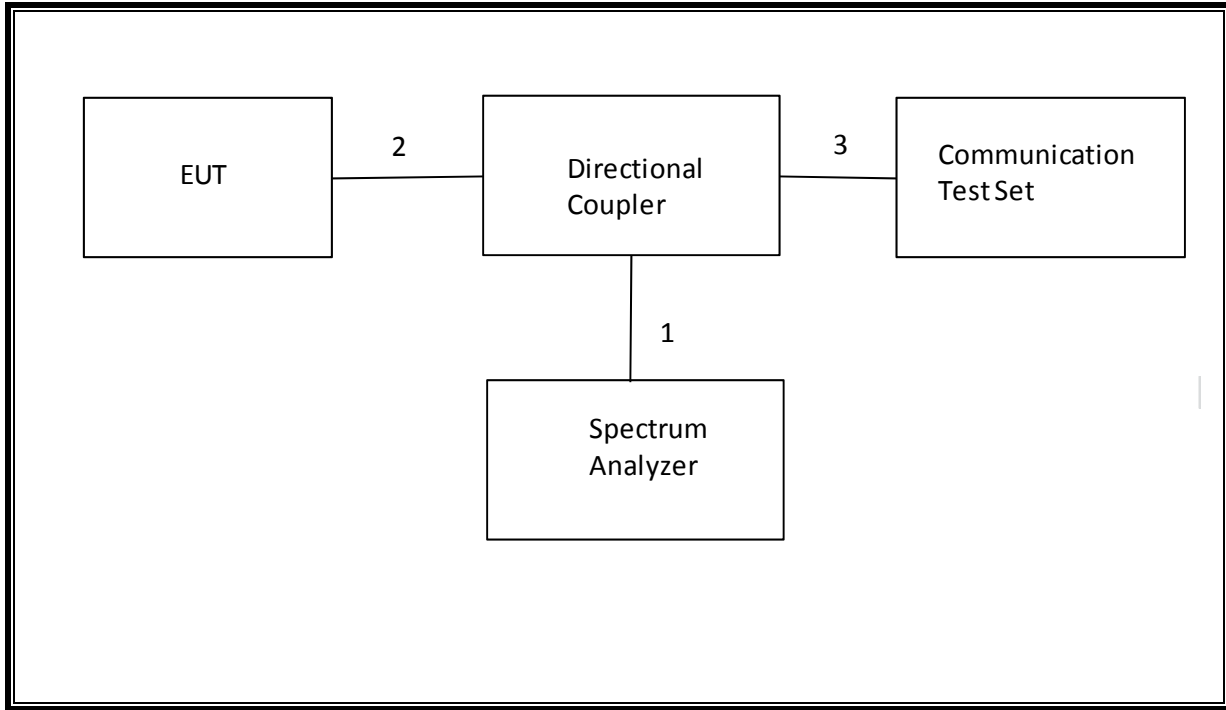 EUT
2
Directional
Coupler
3
Communication
Test Set
1
Spectrum
Analyzer